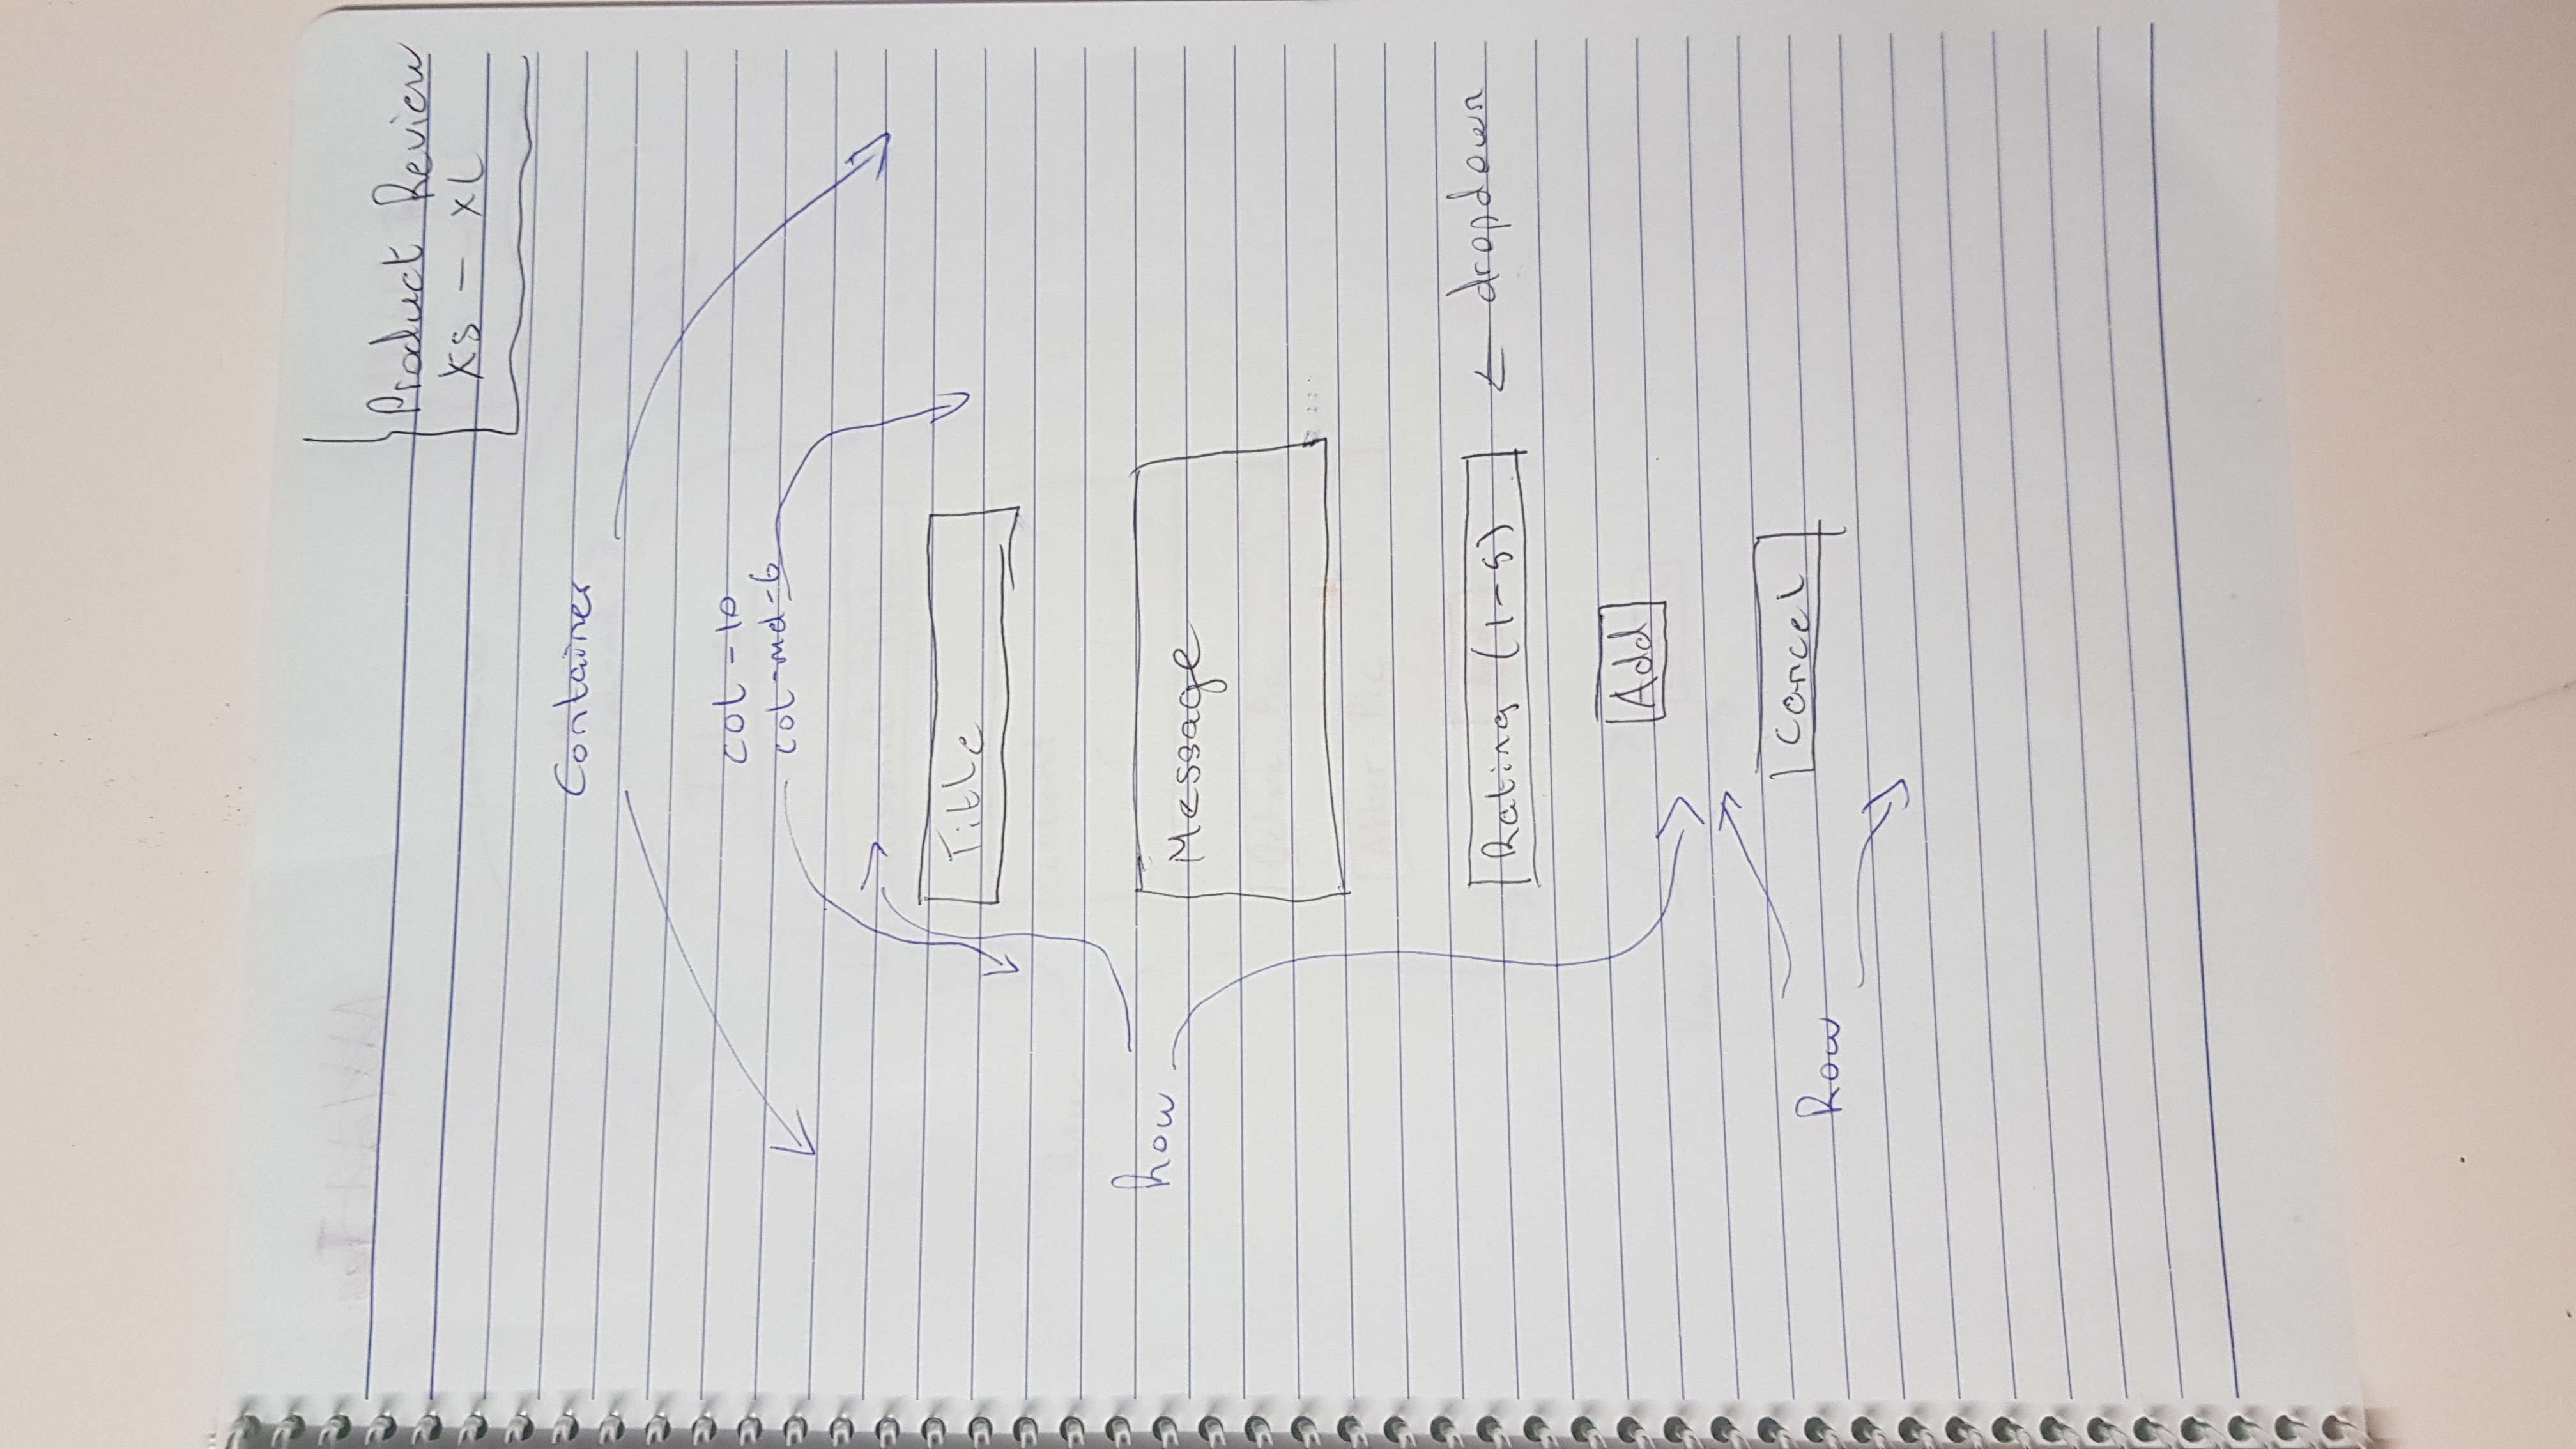 Product Review
XS - XL
Container
col-10
col-md-6
Title
Row
Message
Rating (1-5)
← dropdown
Add
Cancel
Row